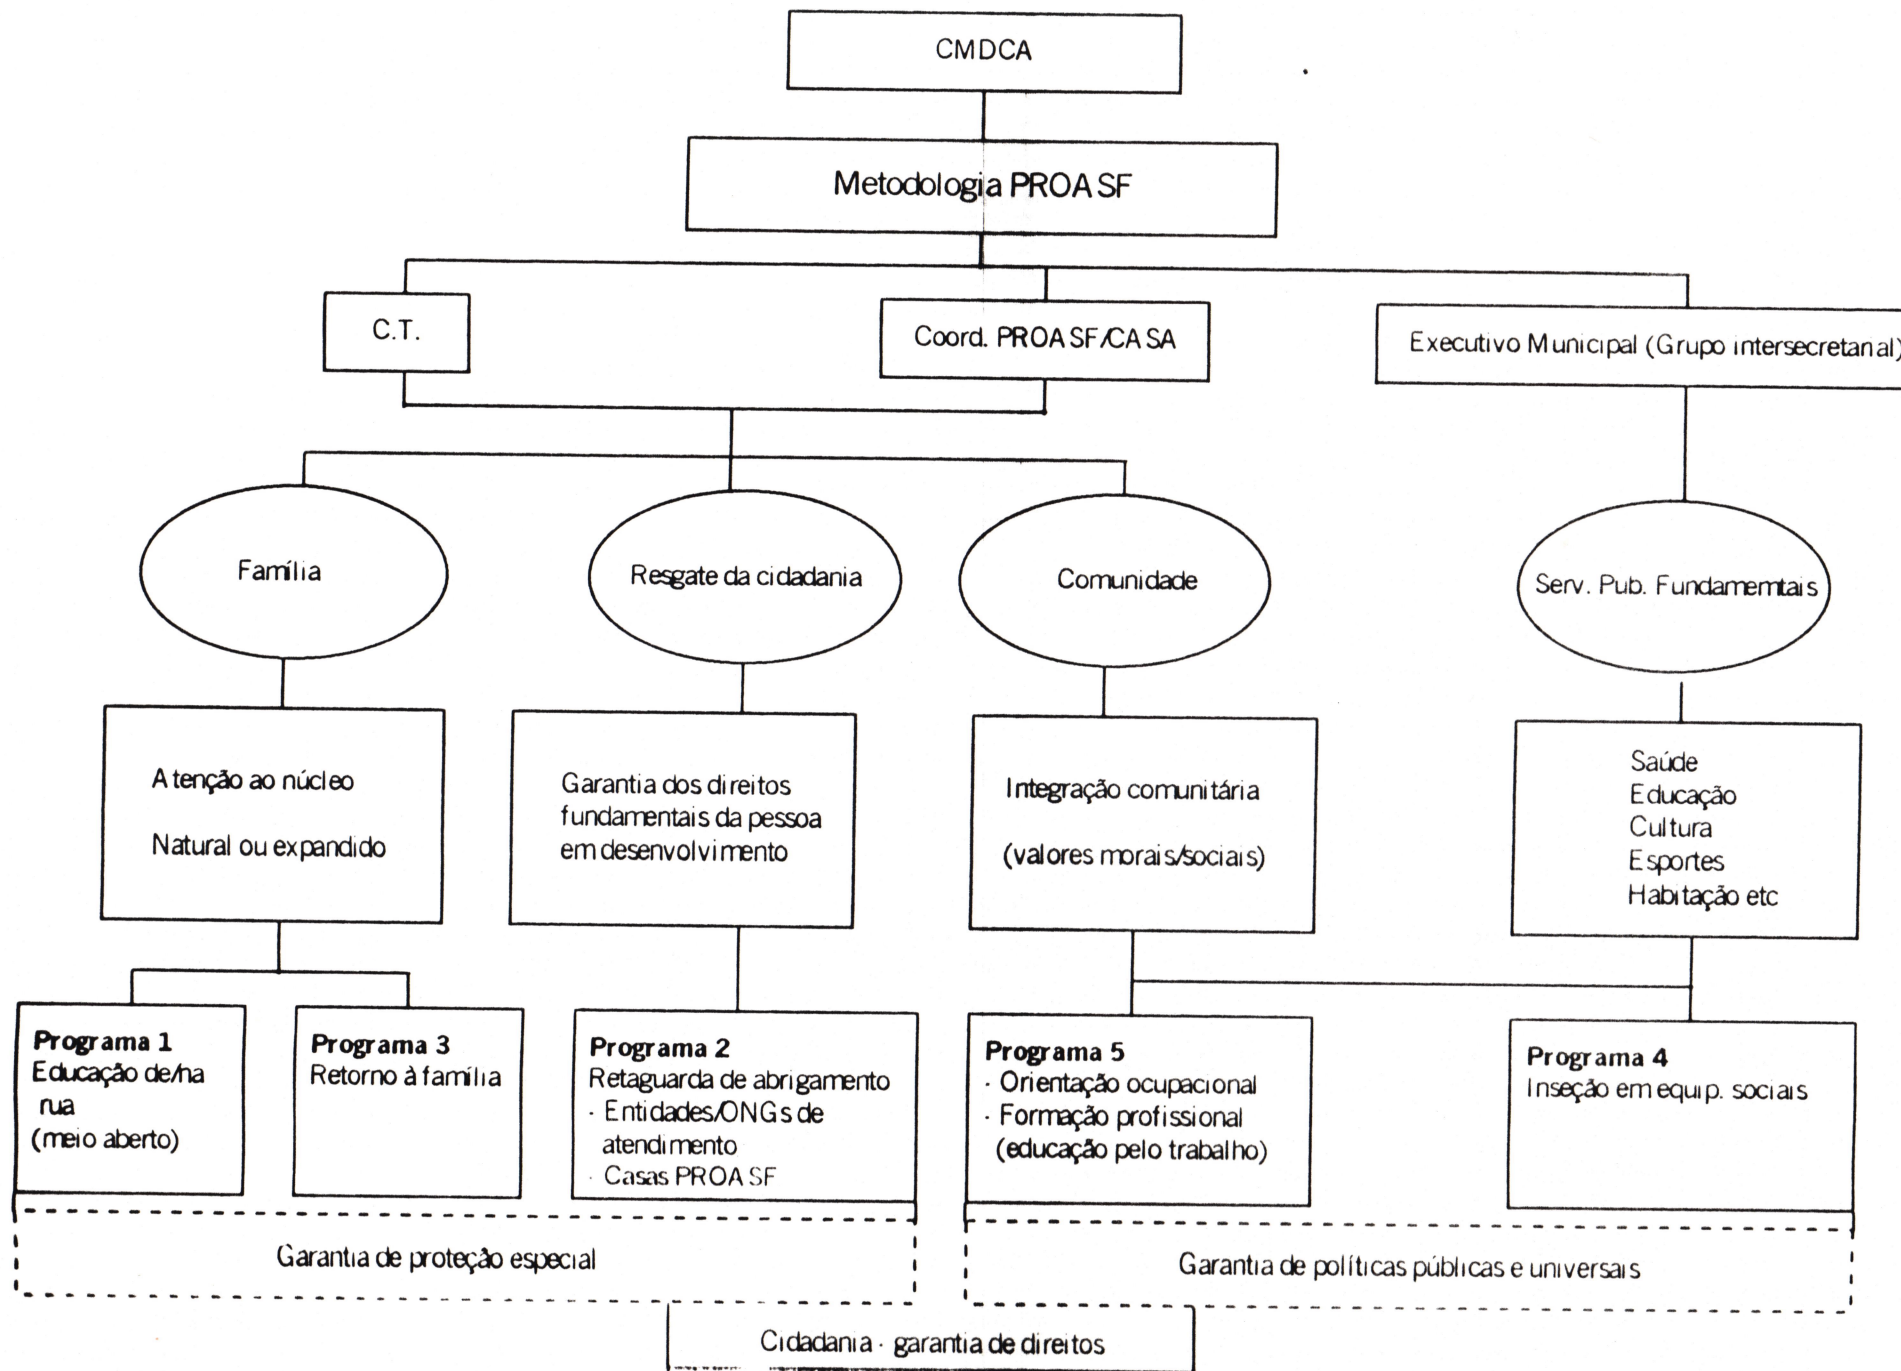 CMDCA
Metodologia PROASF
C.T.
Coord. PROASF/CASA
Executivo Municipal (Grupo intersecretanal)
Família
Resgate da cidadania
Comunidade
Serv. Pub. Fundamemtais
Atenção ao núcleo
Natural ou expandido
Garantia dos direitos
fundamentais da pessoa
em desenvolvimento
Integração comunitária
(valores morais/sociais)
Saúde
Educação
Cultura
Esportes
Habitação etc
Programa 1
Educação de/na
rua
(meio aberto)
Programa 3
Retorno à família
Programa 2
Retaguarda de abrigamento
· Entidades/ONGs de
atendimento
· Casas PROASF
Programa 5
· Orientação ocupacional
· Formação profissional
(educação pelo trabalho)
Programa 4
Inseção em equip. sociais
Garantia de proteção especial
Garantia de políticas públicas e universais
Cidadania · garantia de direitos